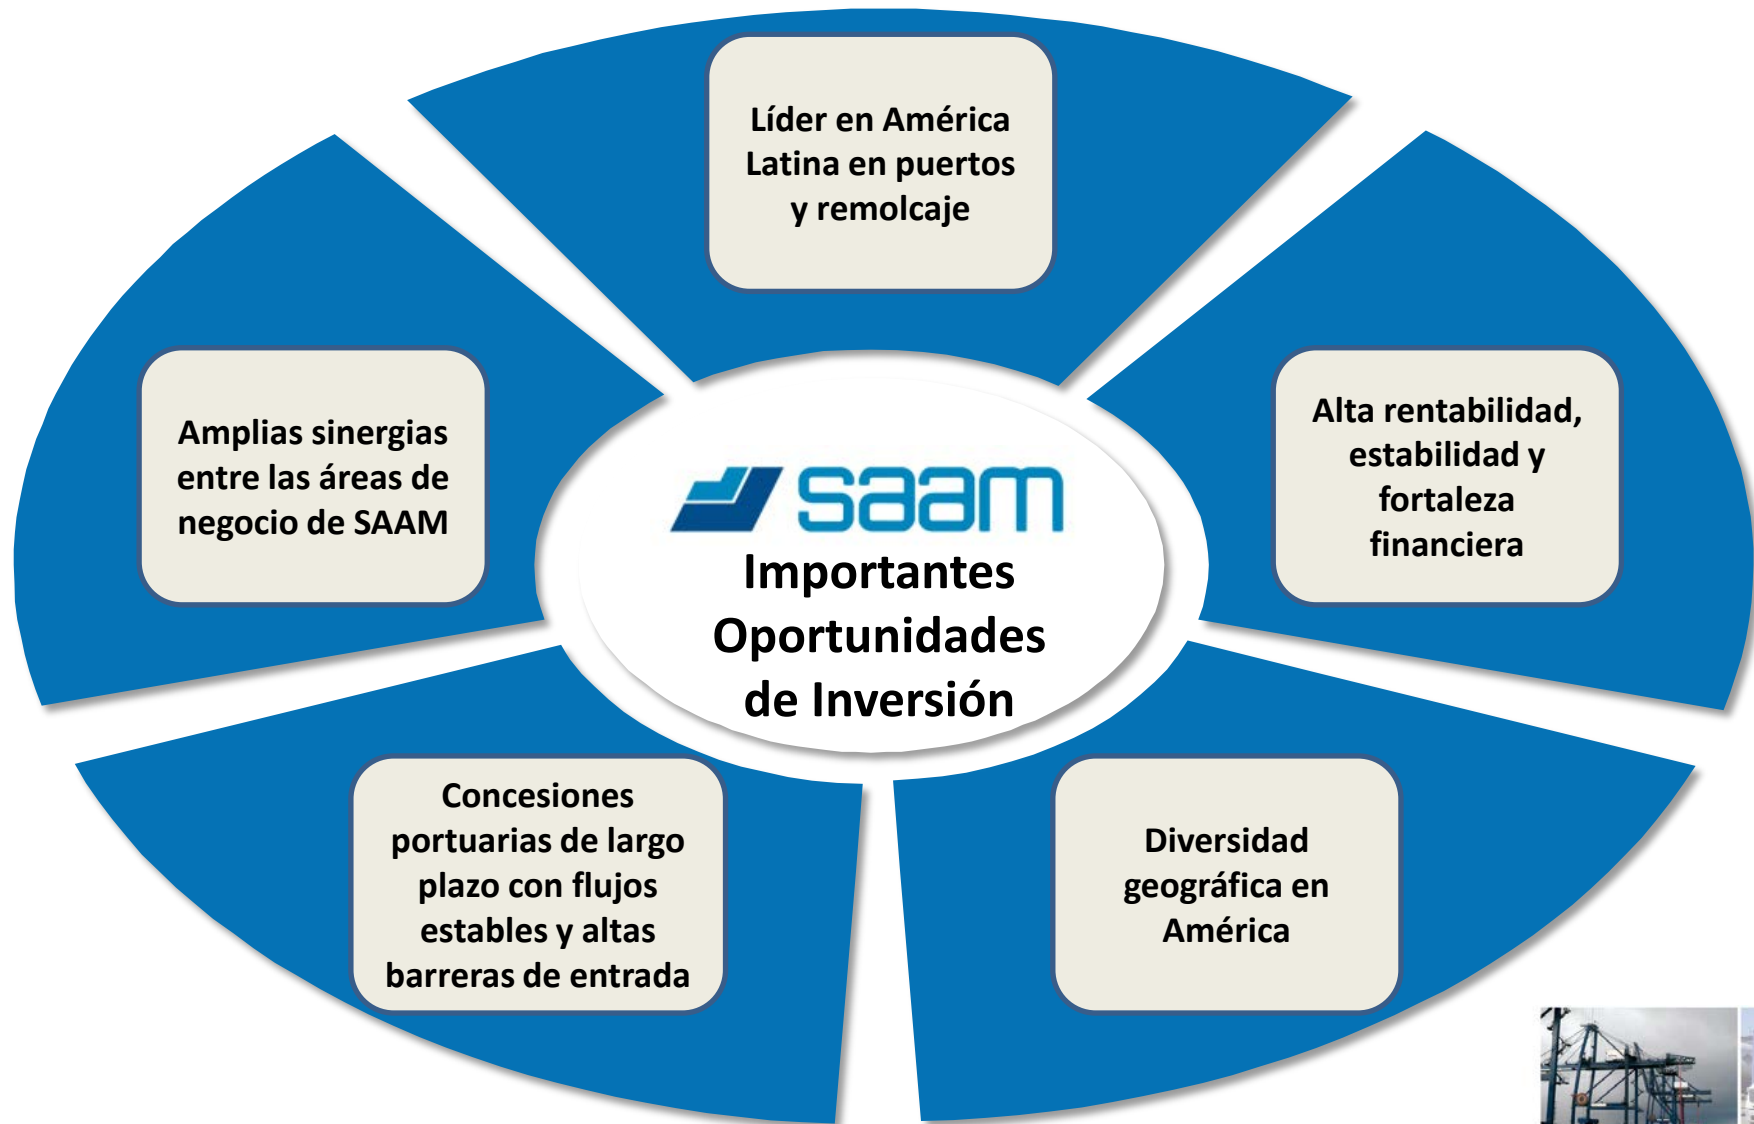 Líder en América
Latina en puertos
y remolcaje
Alta rentabilidad,
estabilidad y
fortaleza
financiera
Diversidad
geográfica en
América
Concesiones
portuarias de largo
plazo con flujos
estables y altas
barreras de entrada
Amplias sinergias
entre las áreas de
negocio de SAAM
saam
Importantes
Oportunidades
de Inversión